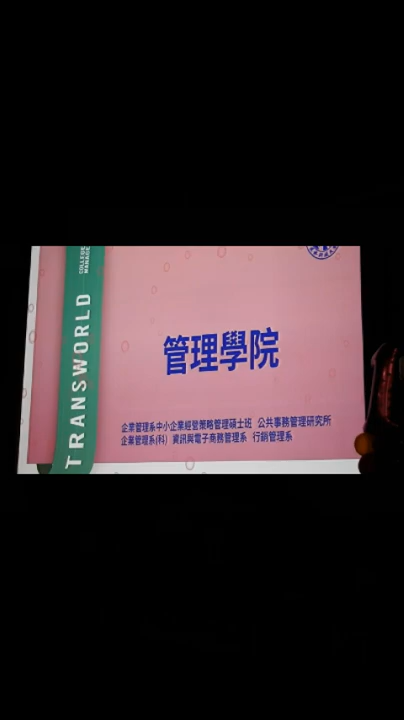 COLLEGE
MANAGE
TRANSWORLD
管理學院
企業管理系中小企業經營策略管理碩士班 公共事務管理研究所
企業管理系(科) 資訊與電子商務管理系 行銷管理系